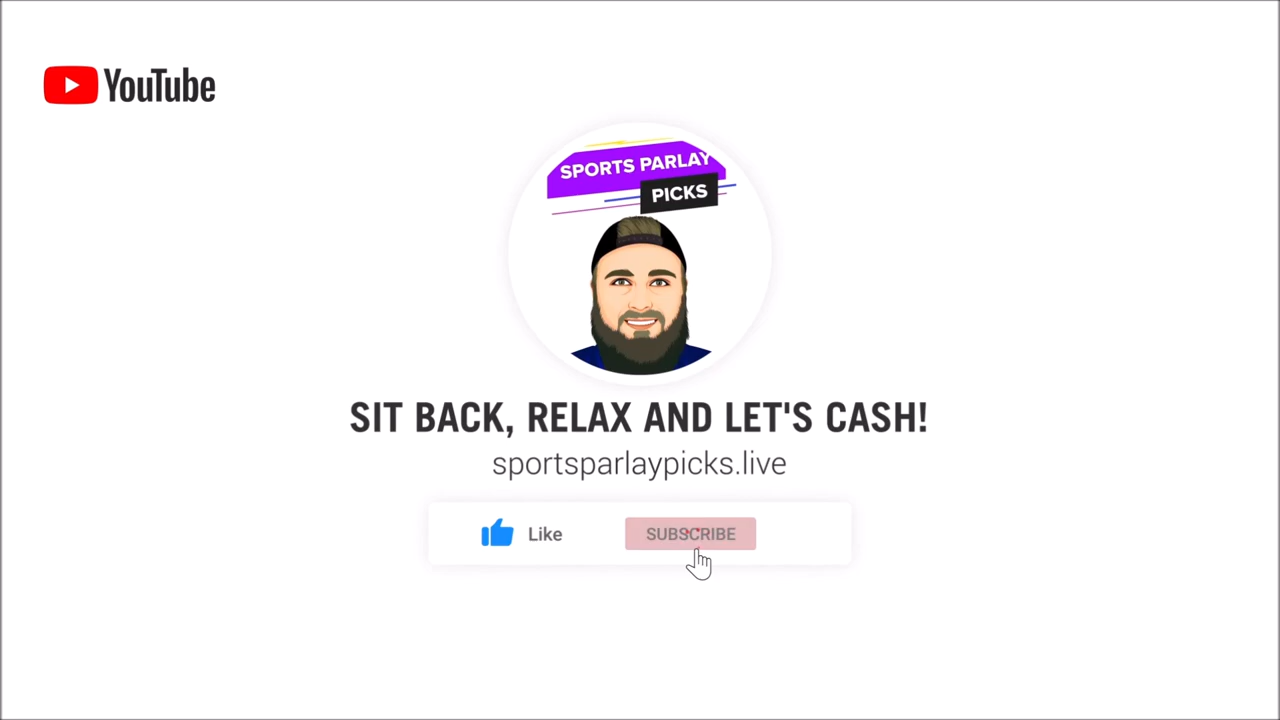 YouTube
SPORTS PARLAY
PICKS
SIT BACK, RELAX AND LET'S CASH!
sportsparlaypicks.live
Like
SUBSCRIBE